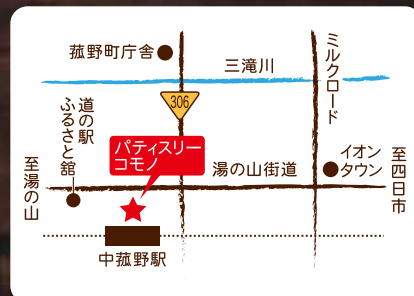 菰野町庁舎
三滝川
ミルクロード
306
道の駅
ふるさと舘
パティスリー
コモノ
湯の山街道
イオン
タウン
至四日市
至湯の山
中菰野駅